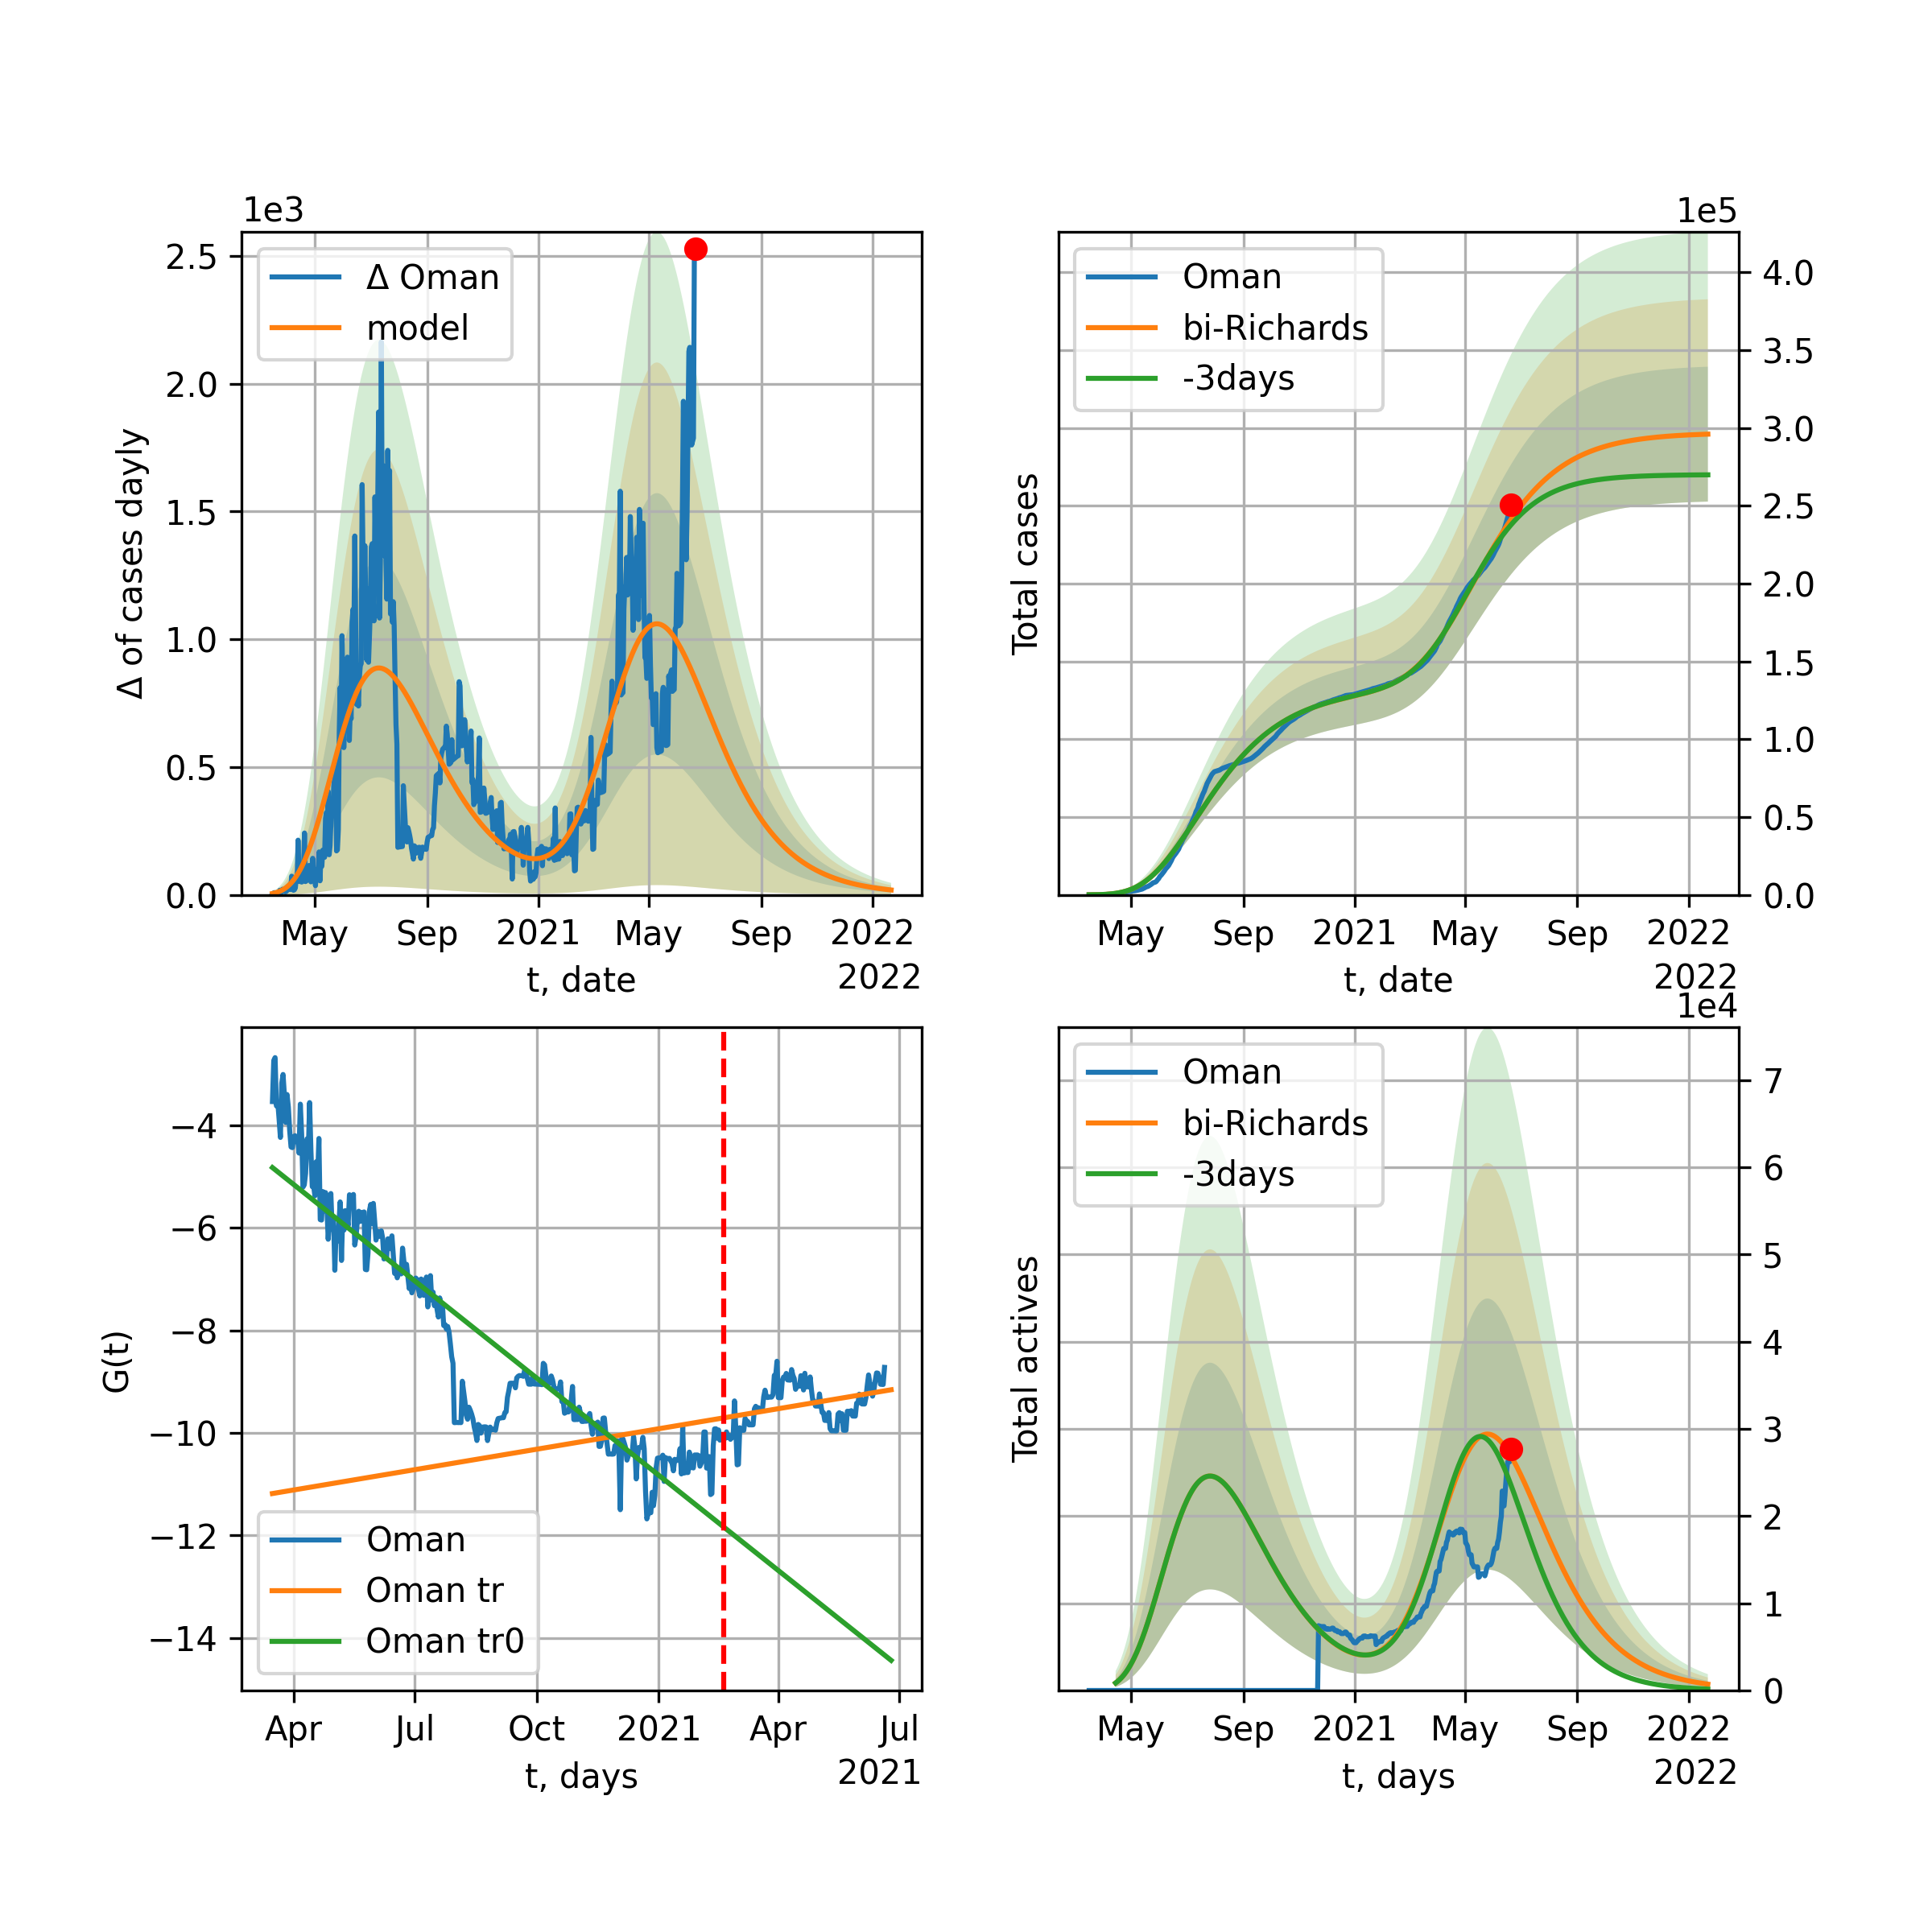 1e3
2.5
2.0
1.5
1.0
0.5
0.0
Δ of cases dayly
Δ Oman
model
May Sep 2021 May Sep 2022
t, date
2022
1e5
4.0
3.5
3.0
2.5
2.0
1.5
1.0
0.5
0.0
Total cases
Oman
bi-Richards
-3days
May Sep 2021 May Sep 2022
t, date
2022
−4
−6
−8
−10
−12
−14
G(t)
Oman
Oman tr
Oman tr0
Apr Jul Oct 2021 Apr Jul
t, days
2021
1e4
7
6
5
4
3
2
1
0
Total actives
Oman
bi-Richards
-3days
May Sep 2021 May Sep 2022
t, days
2022